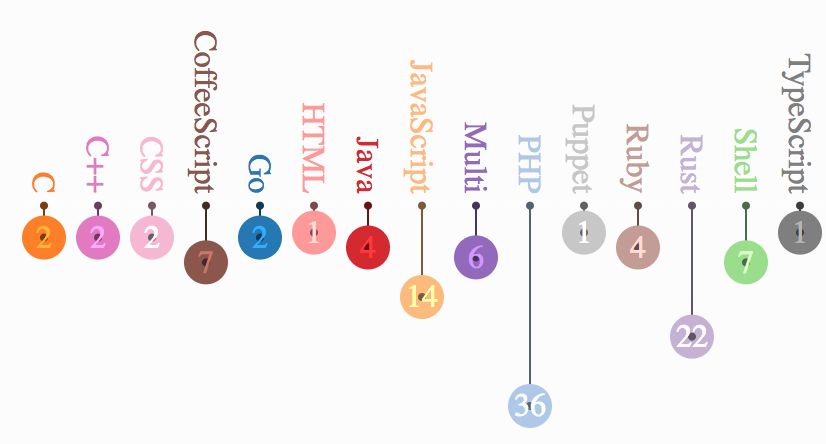 C
C++
CSS
CoffeeScript
Go
HTML
Java
JavaScript
Multi
PHP
Puppet
Ruby
Rust
Shell
TypeScript
2
2
2
7
2
1
4
14
6
36
1
4
22
7
1